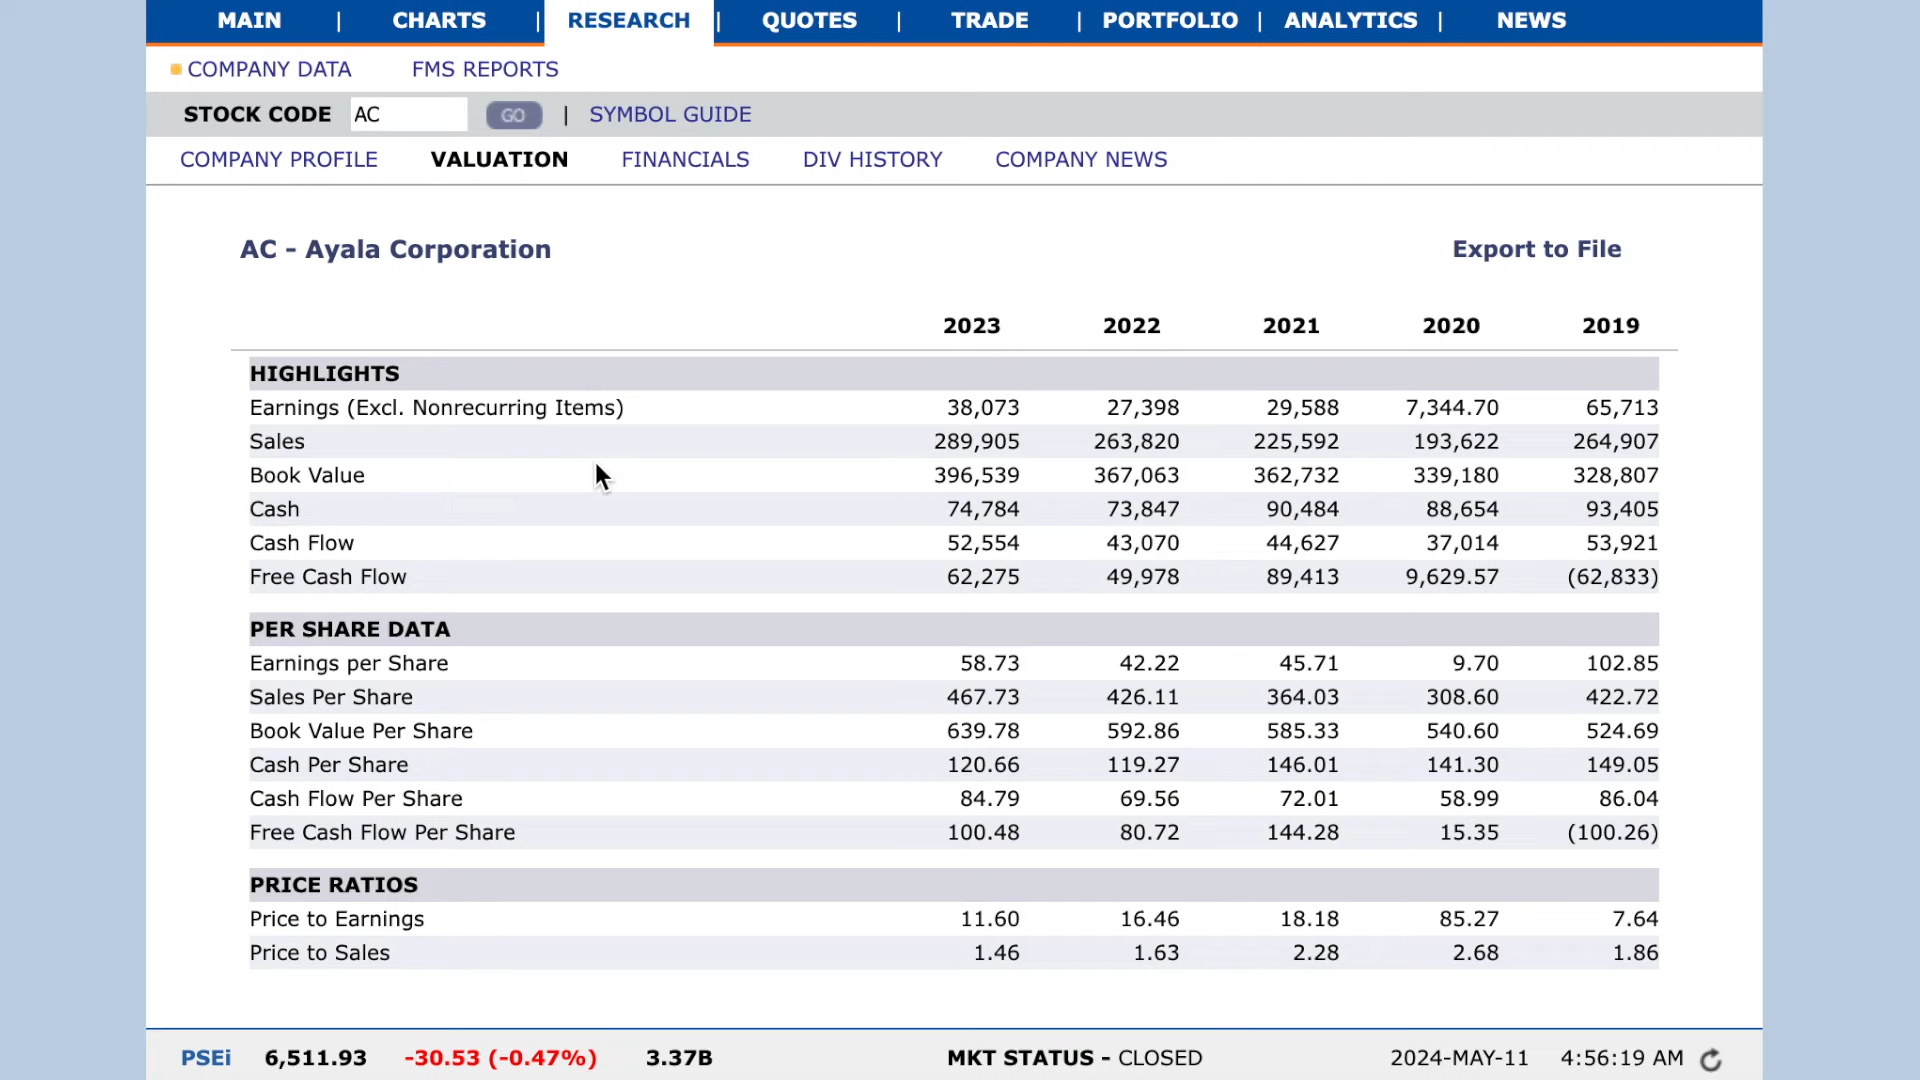 MAIN | CHARTS | RESEARCH | QUOTES | TRADE | PORTFOLIO | ANALYTICS | NEWS
COMPANY DATA FMS REPORTS
STOCK CODE AC GO | SYMBOL GUIDE
COMPANY PROFILE VALUATION FINANCIALS DIV HISTORY COMPANY NEWS
AC - Ayala Corporation Export to File
2023 2022 2021 2020 2019
HIGHLIGHTS
Earnings (Excl. Nonrecurring Items) 38,073 27,398 29,588 7,344.70 65,713
Sales 289,905 263,820 225,592 193,622 264,907
Book Value 396,539 367,063 362,732 339,180 328,807
Cash 74,784 73,847 90,484 88,654 93,405
Cash Flow 52,554 43,070 44,627 37,014 53,921
Free Cash Flow 62,275 49,978 89,413 9,629.57 (62,833)
PER SHARE DATA
Earnings per Share 58.73 42.22 45.71 9.70 102.85
Sales Per Share 467.73 426.11 364.03 308.60 422.72
Book Value Per Share 639.78 592.86 585.33 540.60 524.69
Cash Per Share 120.66 119.27 146.01 141.30 149.05
Cash Flow Per Share 84.79 69.56 72.01 58.99 86.04
Free Cash Flow Per Share 100.48 80.72 144.28 15.35 (100.26)
PRICE RATIOS
Price to Earnings 11.60 16.46 18.18 85.27 7.64
Price to Sales 1.46 1.63 2.28 2.68 1.86
PSEi 6,511.93 -30.53 (-0.47%) 3.37B MKT STATUS - CLOSED 2024-MAY-11 4:56:19 AM